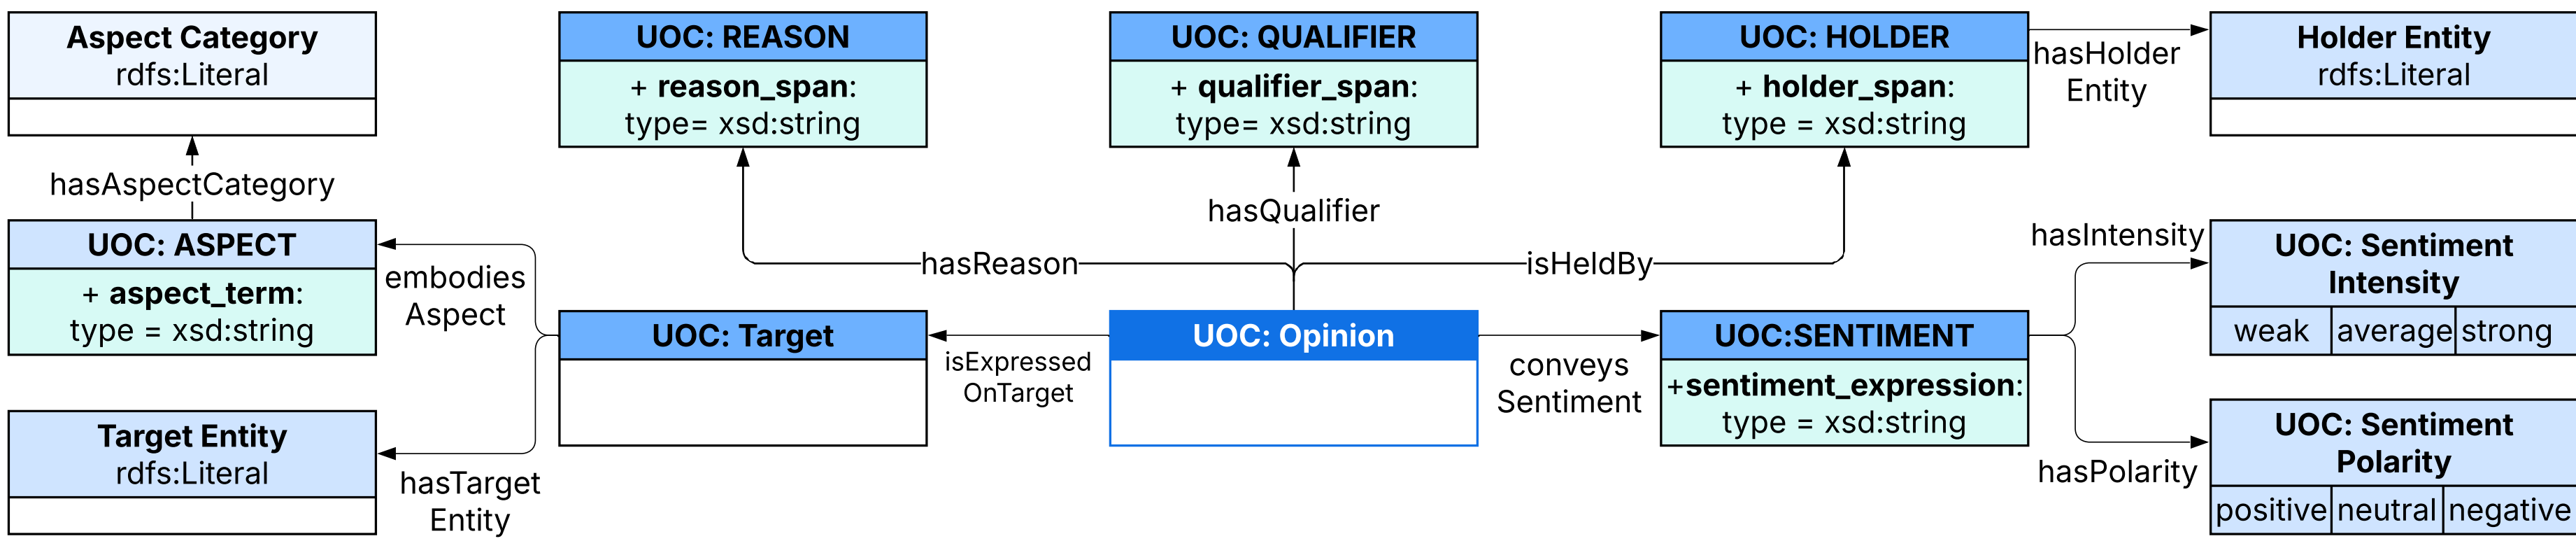 Aspect Category
rdfs:Literal
UOC: REASON
+ reason_span:
type= xsd:string
UOC: QUALIFIER
+ qualifier_span:
type= xsd:string
UOC: HOLDER
+ holder_span:
type = xsd:string
hasHolder
Entity
Holder Entity
rdfs:Literal
hasAspectCategory
hasQualifier
hasReason
isHeldBy
UOC: ASPECT
+ aspect_term:
type = xsd:string
embodies
Aspect
UOC: Target
isExpressed
OnTarget
UOC: Opinion
conveys
Sentiment
UOC:SENTIMENT
+sentiment_expression:
type = xsd:string
hasIntensity
UOC: Sentiment
Intensity
weak average strong
Target Entity
rdfs:Literal
hasTarget
Entity
hasPolarity
UOC: Sentiment
Polarity
positive neutral negative